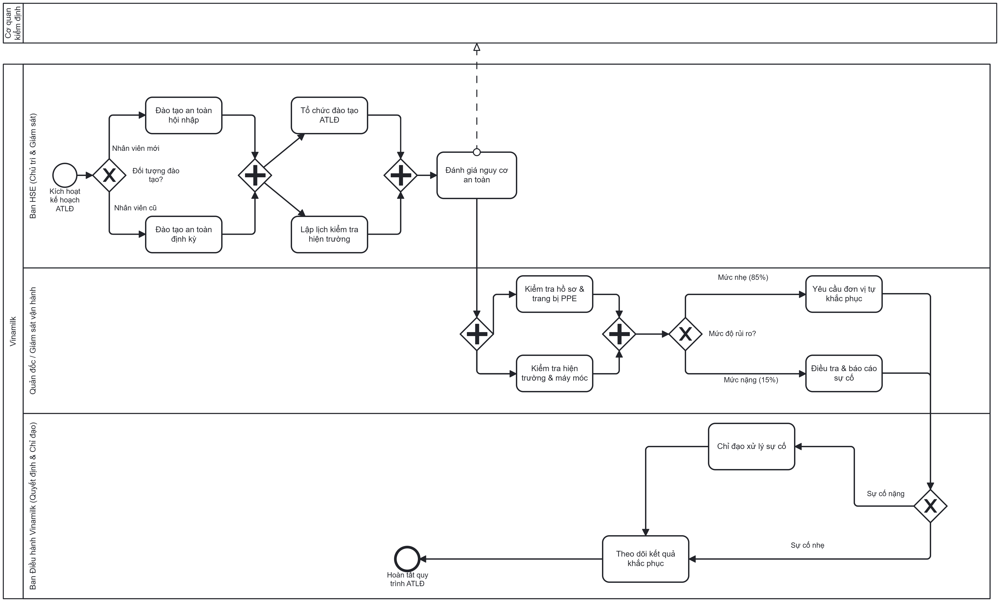 Cơ quan
kiểm định
Vinamilk
Ban HSE (Chủ trì & Giám sát)
Kích hoạt
kế hoạch
ATLĐ
Nhân viên mới
Đối tượng đào
tạo?
Nhân viên cũ
Đào tạo an toàn
hội nhập
Đào tạo an toàn
định kỳ
Tổ chức đào tạo
ATLĐ
Lập lịch kiểm tra
hiện trường
Đánh giá nguy cơ
an toàn
Quản đốc / Giám sát vận hành
Kiểm tra hồ sơ &
trang bị PPE
Kiểm tra hiện
trường & máy móc
Mức nhẹ (85%)
Mức độ rủi ro?
Mức nặng (15%)
Yêu cầu đơn vị tự
khắc phục
Điều tra & báo cáo
sự cố
Ban Điều hành Vinamilk (Quyết định & Chỉ đạo)
Chỉ đạo xử lý sự cố
Sự cố nặng
Sự cố nhẹ
Theo dõi kết quả
khắc phục
Hoàn tất quy
trình ATLĐ